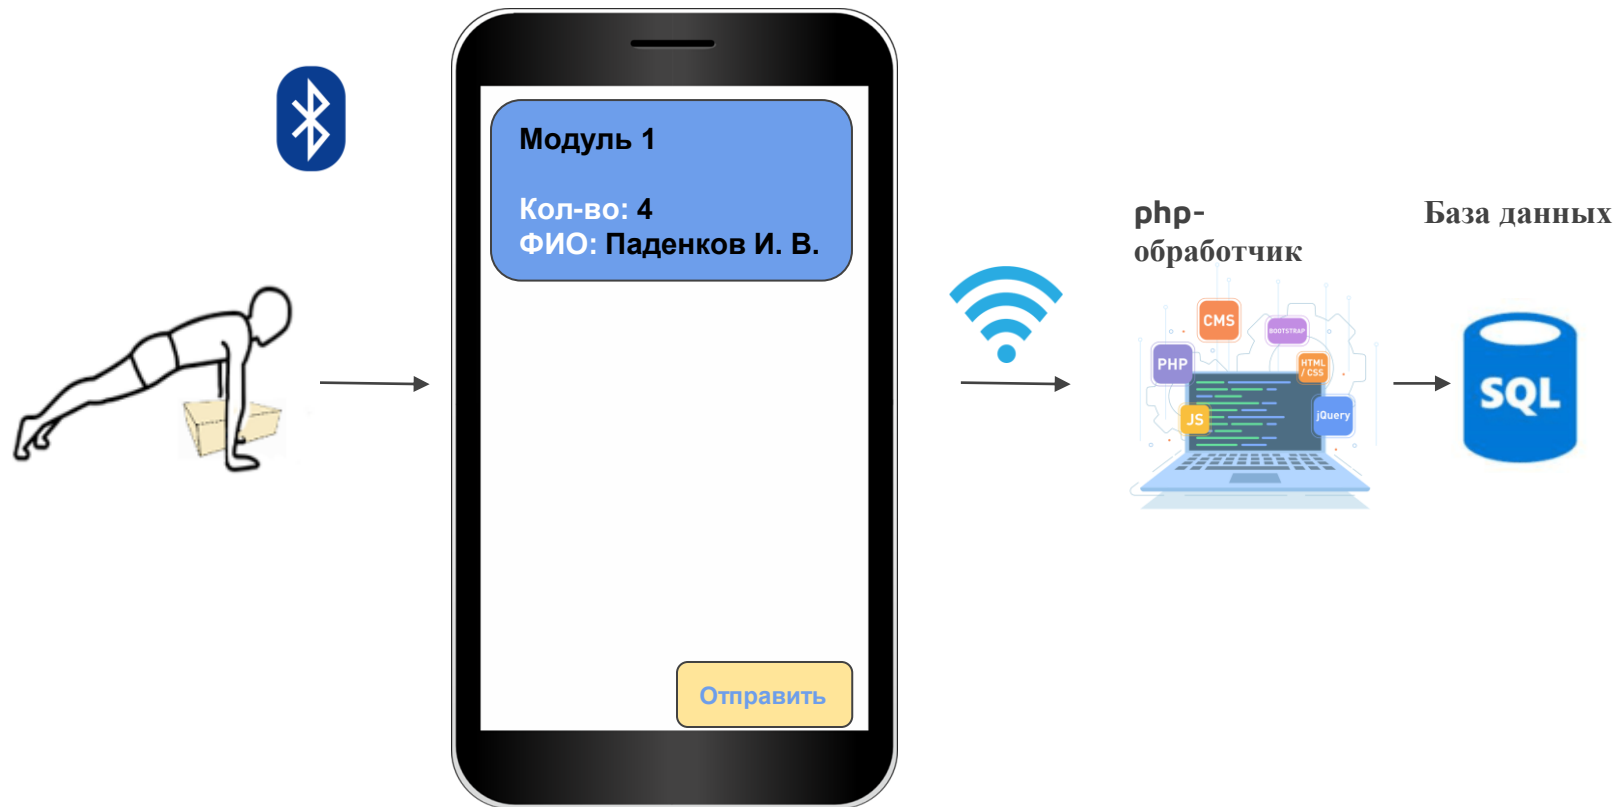 Модуль 1
Кол-во: 4
ФИО: Паденков И. В.
Отправить
php-
обработчик
CMS
BOOTSTRAP
PHP
HTML
/ CSS
JS
jQuery
База данных
SQL